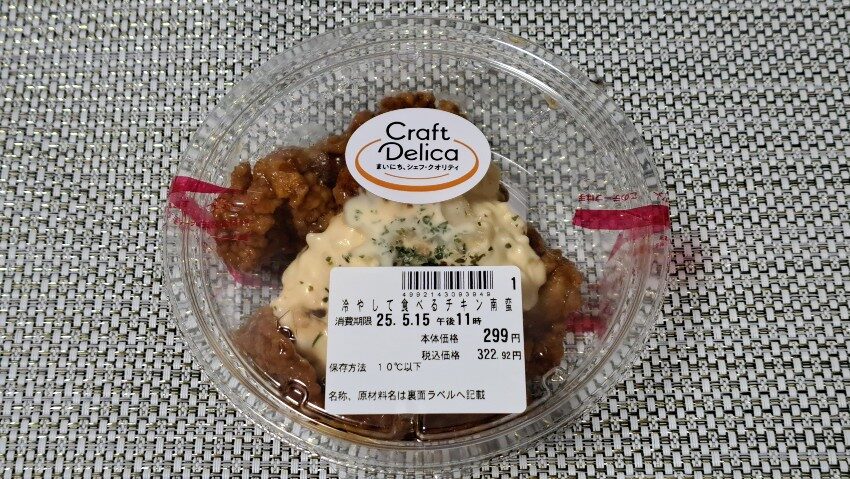 Craft
Delica
まいにち、シェフ・クオリティ
4992143093949
1
冷やして食べるチキン南蛮
消費期限 25. 5.15 午後11時
本体価格 299円
税込価格 322.92円
保存方法 10℃以下
名称、原材料名は裏面ラベルへ記載